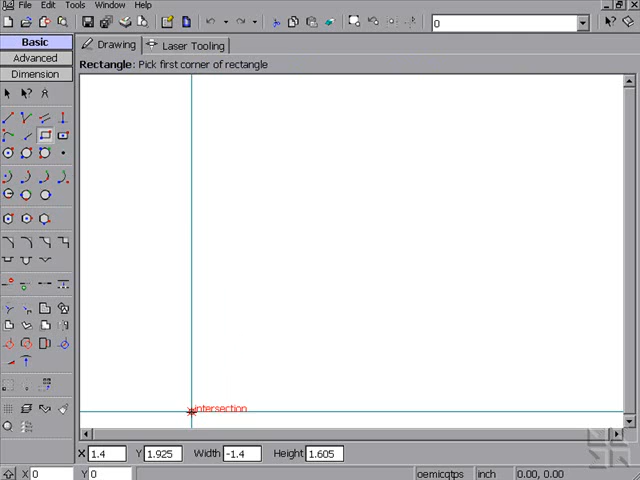 File Edit Tools Window Help
0
Basic
Advanced
Dimension
Drawing Laser Tooling
Rectangle: Pick first corner of rectangle
intersection
X 1.4 Y 1.925 Width -1.4 Height 1.605
X 0 Y 0 oemicqtps inch 0.00, 0.00